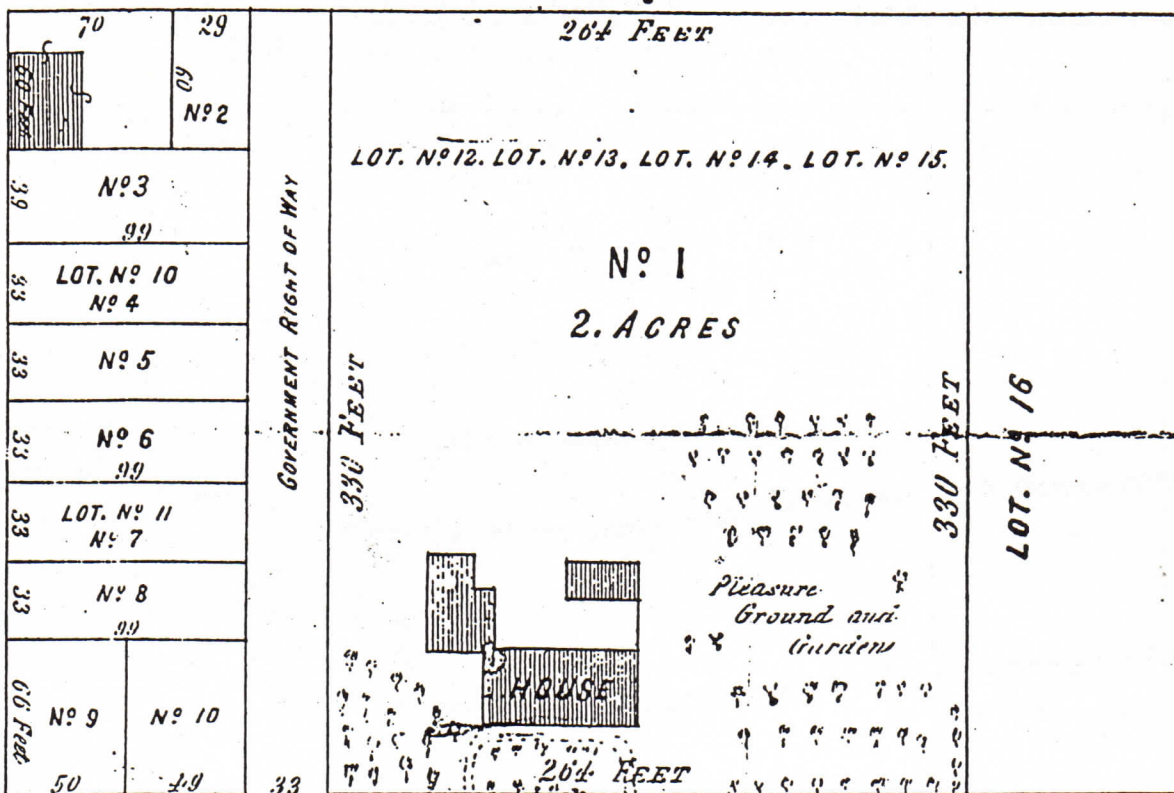 70
29
60 Feet
60
Nº 2
Nº 3
39
99
LOT. Nº 10
Nº 4
33
Nº 5
33
Nº 6
33
99
LOT. Nº 11
Nº 7
33
Nº 8
33
99
66 Feet
Nº 9
Nº 10
50
49
GOVERNMENT RIGHT OF WAY
33
264 FEET
LOT. Nº 12. LOT. Nº 13, LOT. Nº 14. LOT. Nº 15.
Nº 1
2. ACRES
330 FEET
330 FEET
Pleasure
Ground and
Gardens
HOUSE
264 FEET
LOT. Nº 16